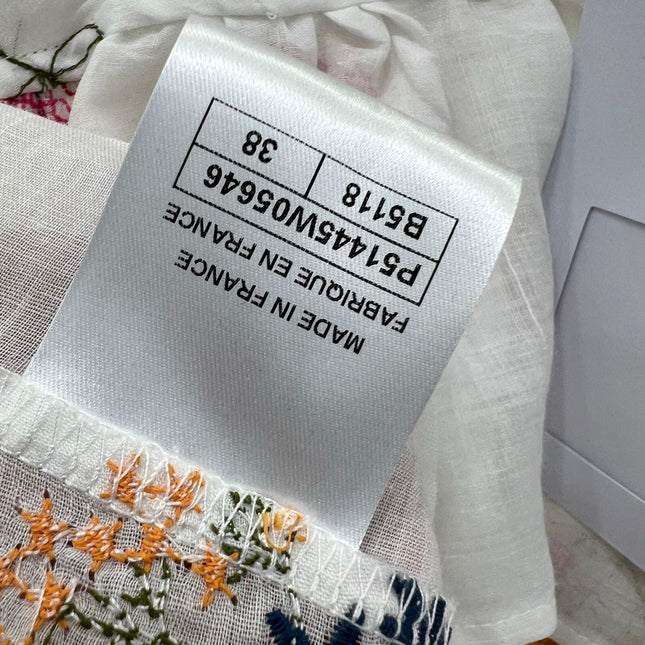 MADE IN FRANCE
FABRIQUE EN FRANCE
P51445W05646
B5118 38